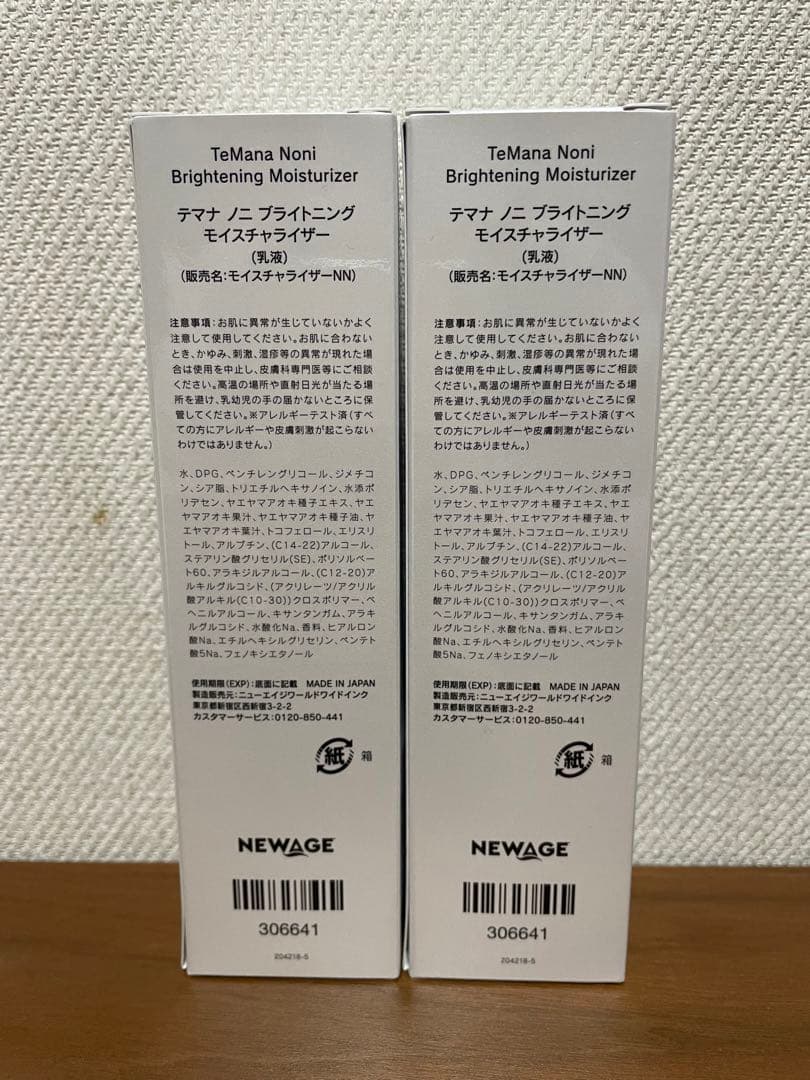 TeMana Noni
Brightening Moisturizer
テマナ ノニ ブライトニング
モイスチャライザー
(乳液)
(販売名:モイスチャライザーNN)
注意事項:お肌に異常が生じていないかよく
注意して使用してください。お肌に合わない
とき、かゆみ、刺激、湿疹等の異常が現れた場
合は使用を中止し、皮膚科専門医等にご相談
ください。高温の場所や直射日光が当たる場
所を避け、乳幼児の手の届かないところに保
管してください。※アレルギーテスト済(すべ
ての方にアレルギーや皮膚刺激が起こらない
わけではありません。)
水、DPG、ペンチレングリコール、ジメチコ
ン、シア脂、トリエチルヘキサノイン、水添ポ
リデセン、ヤエヤマアオキ種子エキス、ヤエ
ヤマアオキ果汁、ヤエヤマアオキ種子油、ヤ
エヤマアオキ葉汁、トコフェロール、エリスリ
トール、アルブチン、(C14-22)アルコール、
ステアリン酸グリセリル(SE)、ポリソルベー
ト60、アラキジルアルコール、(C12-20)ア
ルキルグルコシド、(アクリレーツ/アクリル
酸アルキル(C10-30))クロスポリマー、ベ
ヘニルアルコール、キサンタンガム、アラキ
ルグルコシド、水酸化Na、香料、ヒアルロン
酸Na、エチルヘキシルグリセリン、ペンテト
酸5Na、フェノキシエタノール
使用期限(EXP):底面に記載 MADE IN JAPAN
製造販売元:ニューエイジワールドワイドインク
東京都新宿区西新宿3-2-2
カスタマーサービス:0120-850-441
紙 箱
NEWAGE
306641
204218-5
TeMana Noni
Brightening Moisturizer
テマナ ノニ ブライトニング
モイスチャライザー
(乳液)
(販売名:モイスチャライザーNN)
注意事項:お肌に異常が生じていないかよく
注意して使用してください。お肌に合わない
とき、かゆみ、刺激、湿疹等の異常が現れた場
合は使用を中止し、皮膚科専門医等にご相談
ください。高温の場所や直射日光が当たる場
所を避け、乳幼児の手の届かないところに保
管してください。※アレルギーテスト済(すべ
ての方にアレルギーや皮膚刺激が起こらない
わけではありません。)
水、DPG、ペンチレングリコール、ジメチコ
ン、シア脂、トリエチルヘキサノイン、水添ポ
リデセン、ヤエヤマアオキ種子エキス、ヤエ
ヤマアオキ果汁、ヤエヤマアオキ種子油、ヤ
エヤマアオキ葉汁、トコフェロール、エリスリ
トール、アルブチン、(C14-22)アルコール、
ステアリン酸グリセリル(SE)、ポリソルベー
ト60、アラキジルアルコール、(C12-20)ア
ルキルグルコシド、(アクリレーツ/アクリル
酸アルキル(C10-30))クロスポリマー、ベ
ヘニルアルコール、キサンタンガム、アラキ
ルグルコシド、水酸化Na、香料、ヒアルロン
酸Na、エチルヘキシルグリセリン、ペンテト
酸5Na、フェノキシエタノール
使用期限(EXP):底面に記載 MADE IN JAPAN
製造販売元:ニューエイジワールドワイドインク
東京都新宿区西新宿3-2-2
カスタマーサービス:0120-850-441
紙 箱
NEWAGE
306641
204218-5